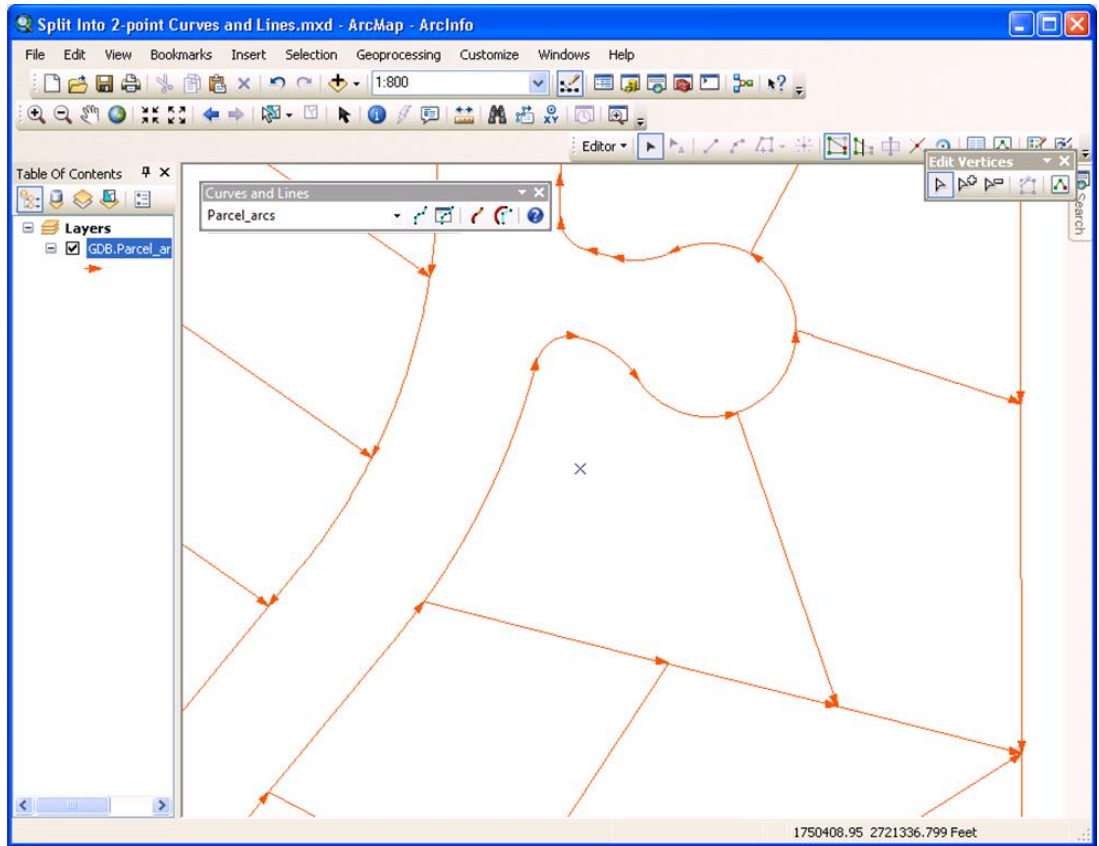 Split Into 2-point Curves and Lines.mxd - ArcMap - ArcInfo
File Edit View Bookmarks Insert Selection Geoprocessing Customize Windows Help
1:800
Editor
Table Of Contents
Edit Vertices
Curves and Lines
Parcel_arcs
Search
Layers
GDB.Parcel_ar
1750408.95 2721336.799 Feet